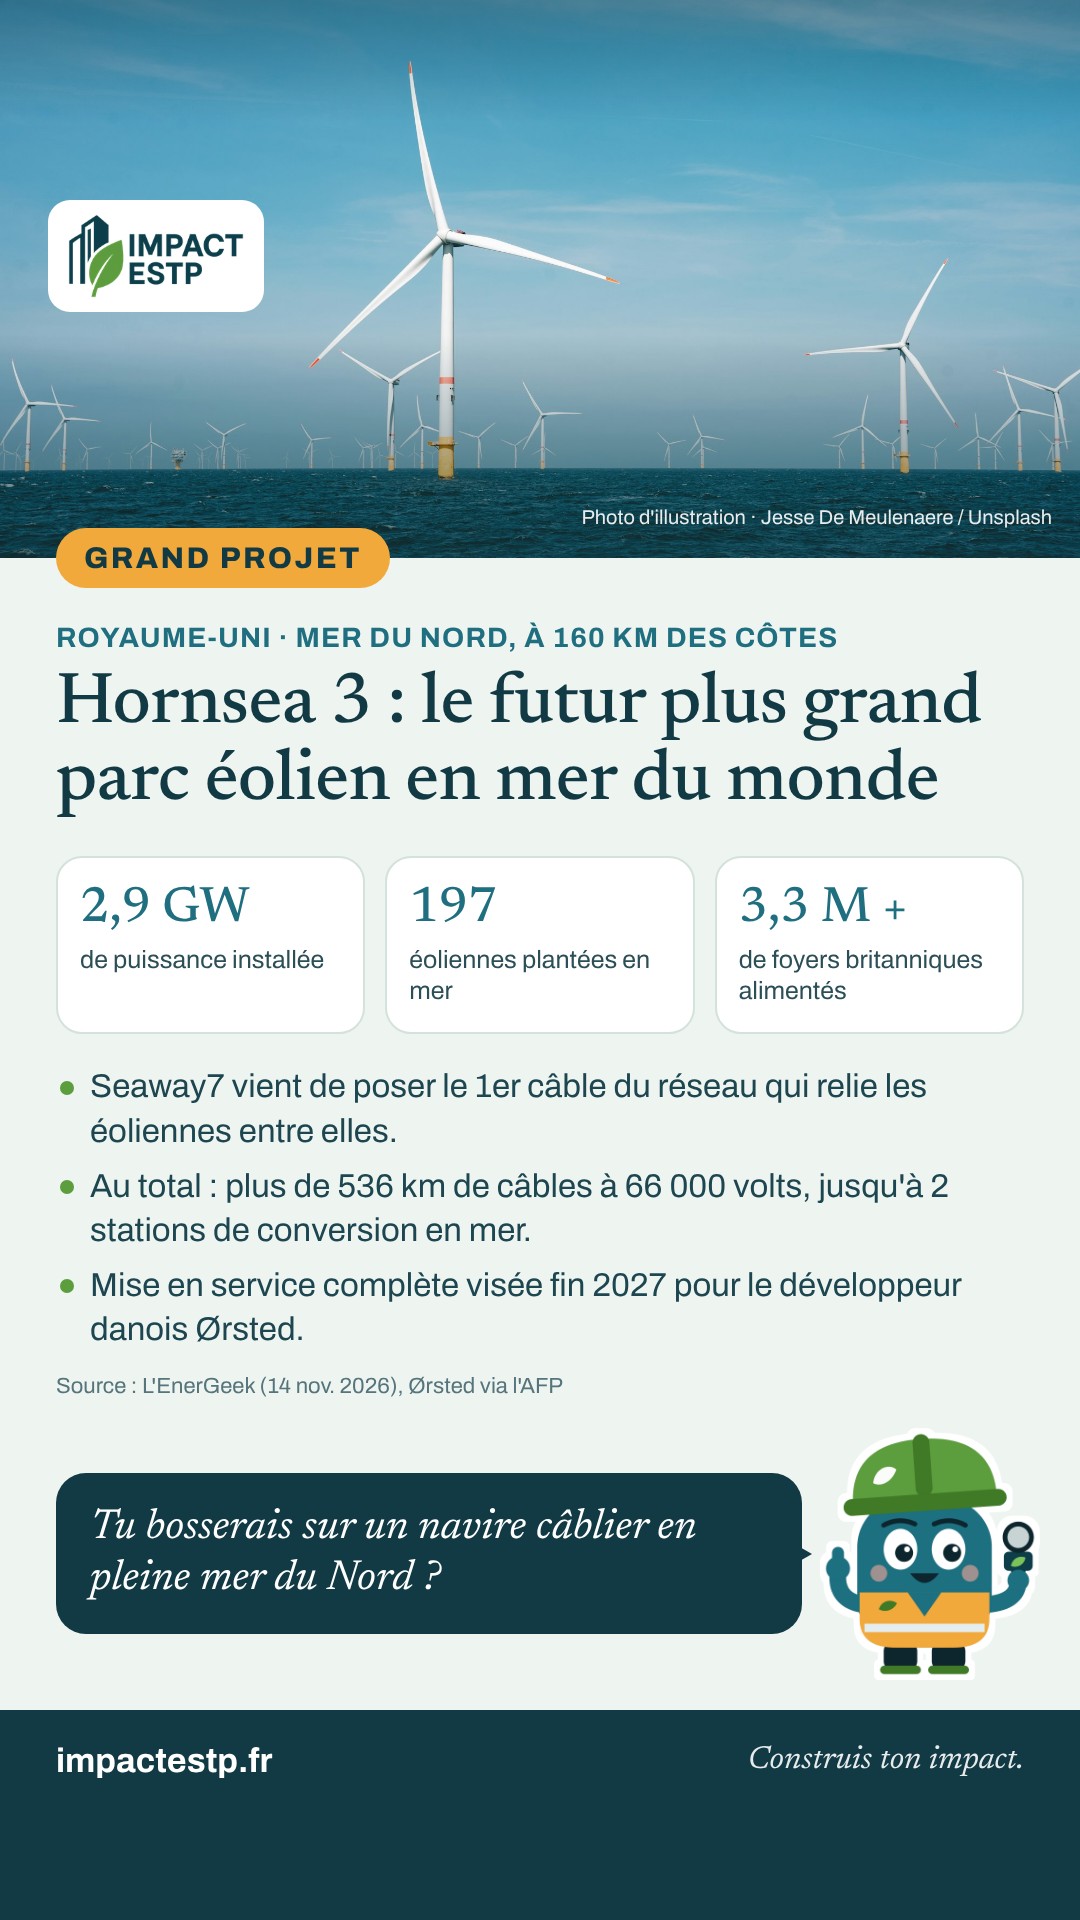 IMPACT
ESTP
Photo d'illustration · Jesse De Meulenaere / Unsplash
GRAND PROJET
ROYAUME-UNI · MER DU NORD, À 160 KM DES CÔTES
Hornsea 3 : le futur plus grand
parc éolien en mer du monde
2,9 GW
de puissance installée
197
éoliennes plantées en
mer
3,3 M +
de foyers britanniques
alimentés
Seaway7 vient de poser le 1er câble du réseau qui relie les
éoliennes entre elles.
Au total : plus de 536 km de câbles à 66 000 volts, jusqu'à 2
stations de conversion en mer.
Mise en service complète visée fin 2027 pour le développeur
danois Ørsted.
Source : L'EnerGeek (14 nov. 2026), Ørsted via l'AFP
Tu bosserais sur un navire câblier en
pleine mer du Nord ?
impactestp.fr
Construis ton impact.